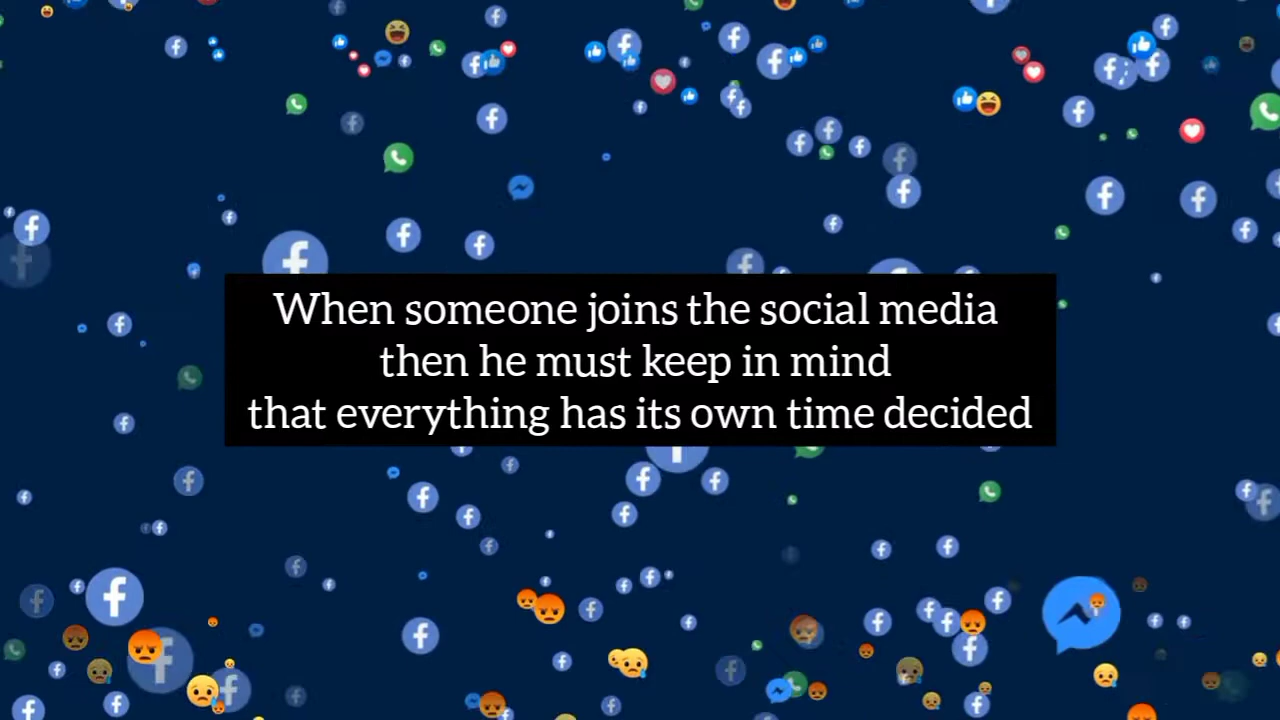 When someone joins the social media
then he must keep in mind
that everything has its own time decided